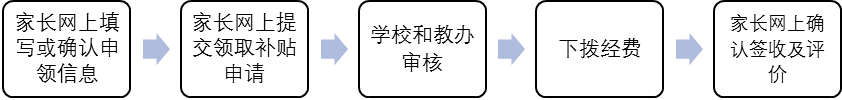 家长网上填
写或确认申
领信息
家长网上提
交领取补贴
申请
学校和教办
审核
下拨经费
家长网上确
认签收及评
价